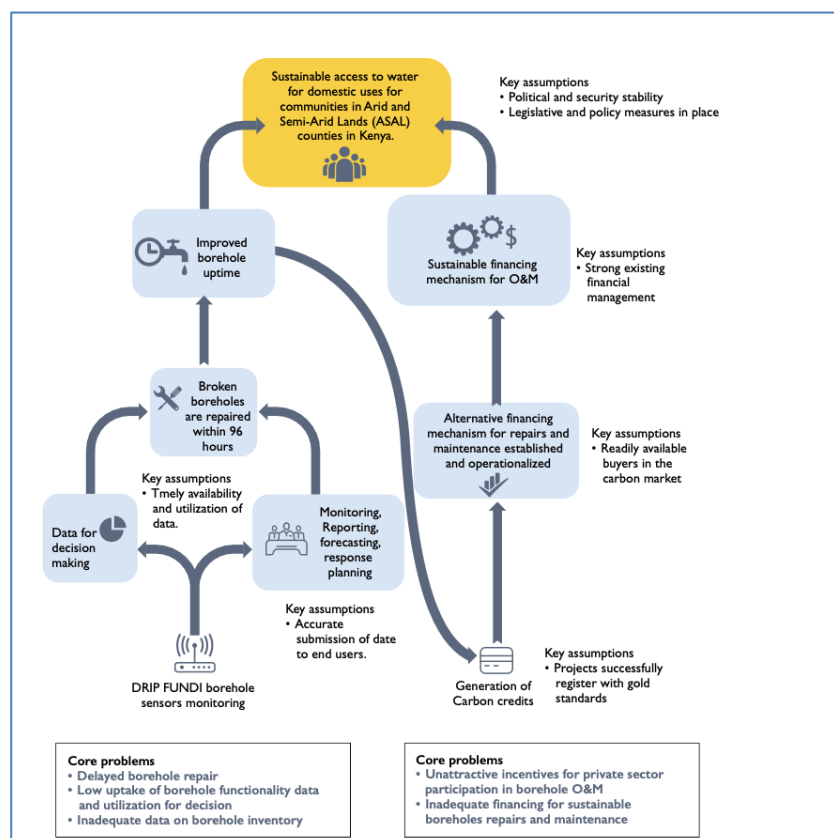 Sustainable access to water
for domestic uses for
communities in Arid and
Semi-Arid Lands (ASAL)
counties in Kenya.
Key assumptions
• Political and security stability
• Legislative and policy measures in place
Improved
borehole
uptime
$
Sustainable financing
mechanism for O&M
Key assumptions
• Strong existing
financial
management
Broken
boreholes
are repaired
within 96
hours
Alternative financing
mechanism for repairs and
maintenance established
and operationalized
Key assumptions
• Readily available
buyers in the
carbon market
Key assumptions
• Tmely availability
and utilization of
data.
Data for
decision
making
Monitoring,
Reporting,
forecasting,
response
planning
Key assumptions
• Accurate
submission of date
to end users.
DRIP FUNDI borehole
sensors monitoring
Generation of
Carbon credits
Key assumptions
• Projects successfully
register with gold
standards
Core problems
• Delayed borehole repair
• Low uptake of borehole functionality data
and utilization for decision
• Inadequate data on borehole inventory
Core problems
• Unattractive incentives for private sector
participation in borehole O&M
• Inadequate financing for sustainable
boreholes repairs and maintenance